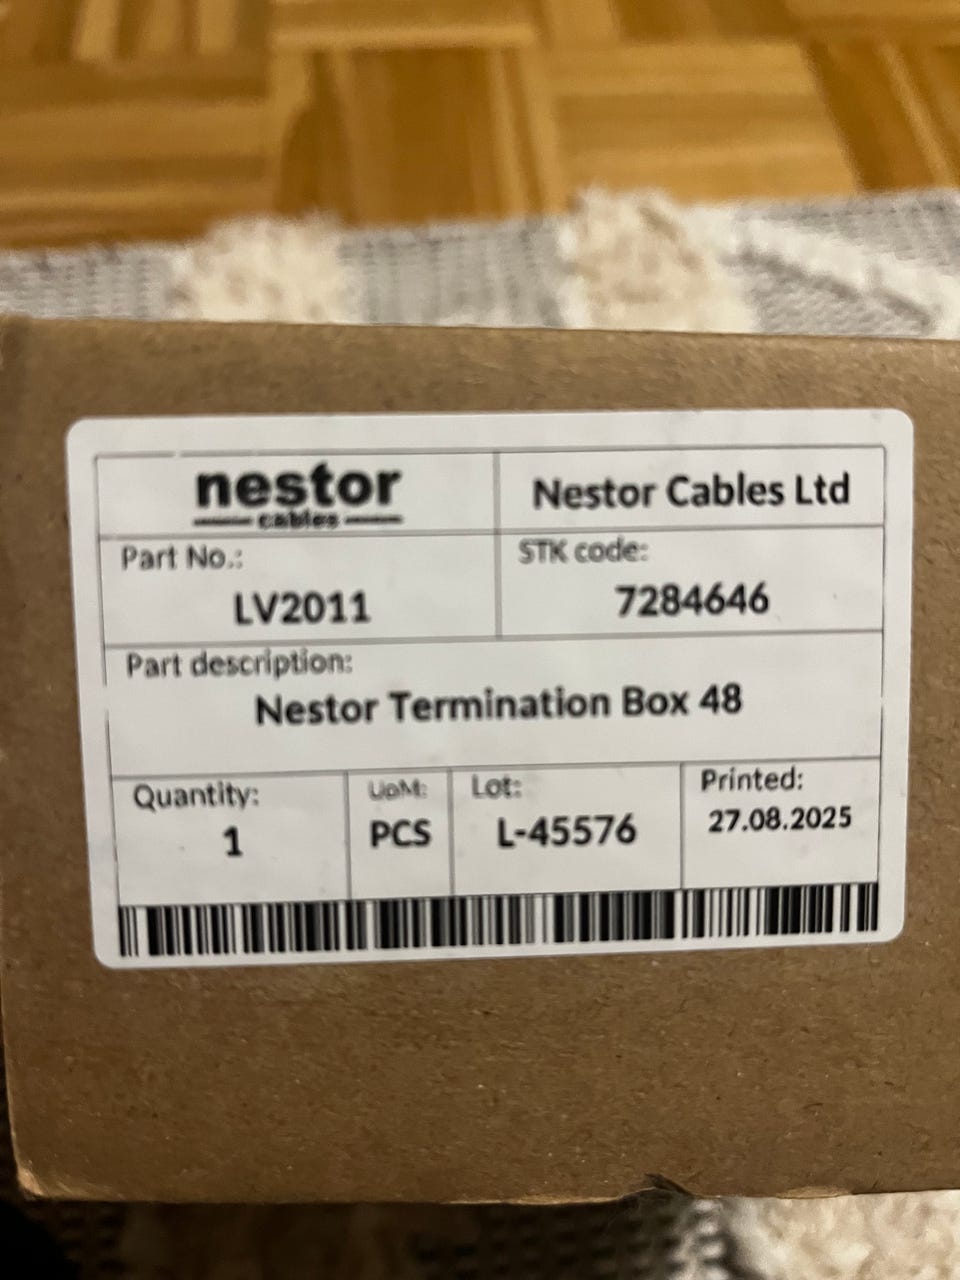 nestor
cables
Nestor Cables Ltd
Part No.:
LV2011
STK code:
7284646
Part description:
Nestor Termination Box 48
Quantity:
1
UoM:
PCS
Lot:
L-45576
Printed:
27.08.2025